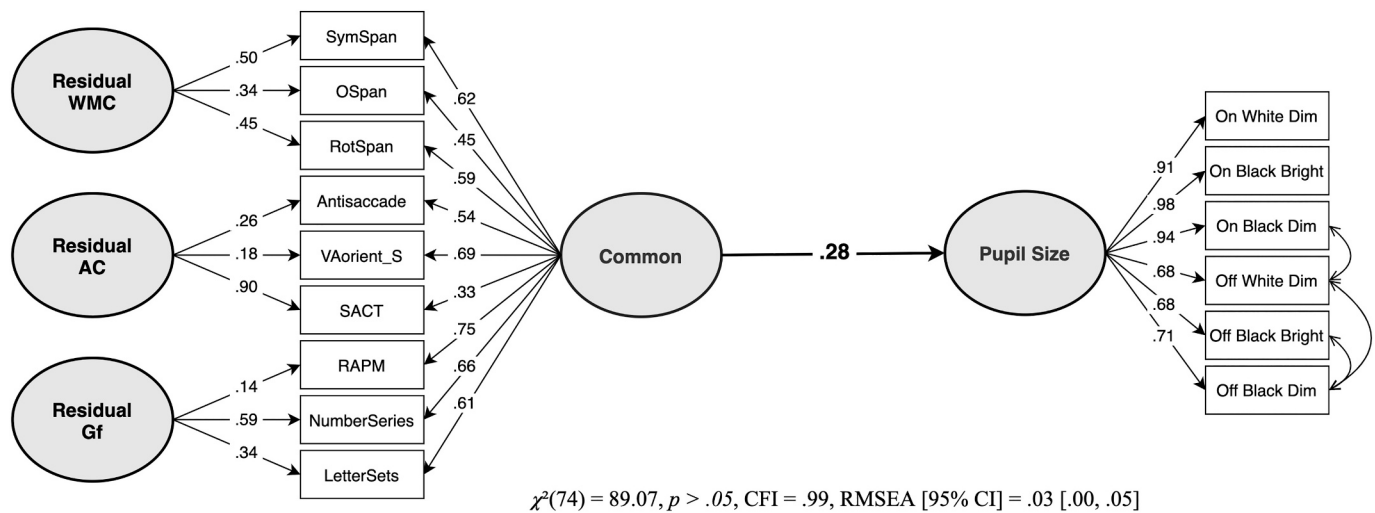 Residual
WMC
.50
.34
.45
SymSpan
OSpan
RotSpan
Residual
AC
.26
.18
.90
Antisaccade
VAorient_S
SACT
Residual
Gf
.14
.59
.34
RAPM
NumberSeries
LetterSets
.62
.45
.59
.54
.69
.33
.75
.66
.61
Common
.28
Pupil Size
.91
.98
.94
.68
.68
.71
On White Dim
On Black Bright
On Black Dim
Off White Dim
Off Black Bright
Off Black Dim
χ²(74) = 89.07, p > .05, CFI = .99, RMSEA [95% CI] = .03 [.00, .05]